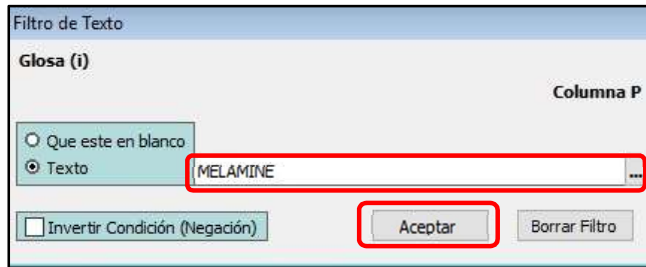 Filtro de Texto
Glosa (i)
Columna P
Que este en blanco
Texto
MELAMINE
...
Invertir Condición (Negación)
Aceptar
Borrar Filtro